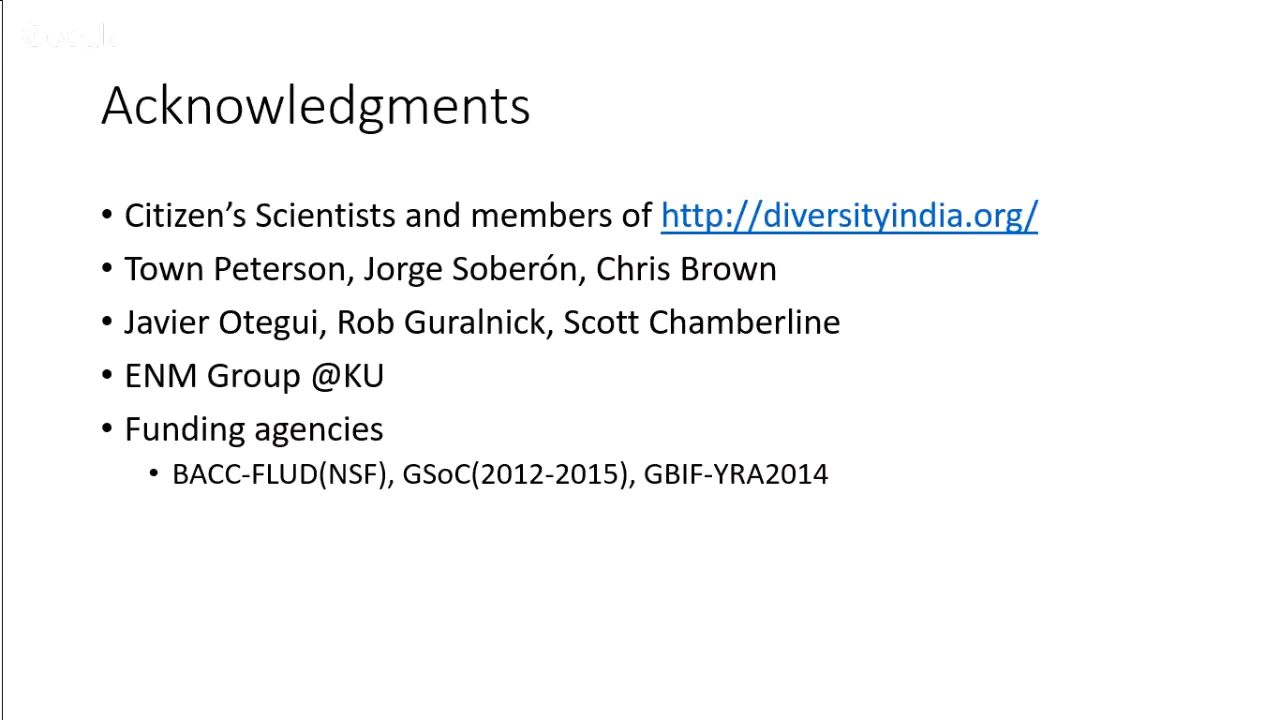 Google
Acknowledgments
• Citizen’s Scientists and members of http://diversityindia.org/
• Town Peterson, Jorge Soberón, Chris Brown
• Javier Otegui, Rob Guralnick, Scott Chamberline
• ENM Group @KU
• Funding agencies
• BACC-FLUD(NSF), GSoC(2012-2015), GBIF-YRA2014